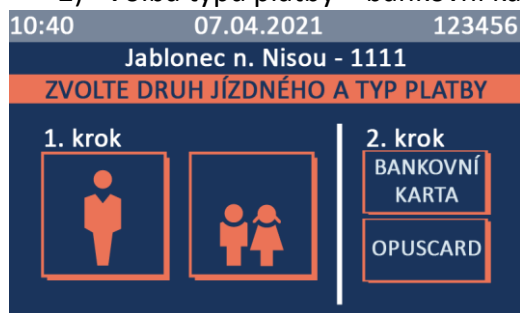 10:40 07.04.2021 123456
Jablonec n. Nisou - 1111
ZVOLTE DRUH JÍZDNÉHO A TYP PLATBY
1. krok
2. krok
BANKOVNÍ
KARTA
OPUSCARD